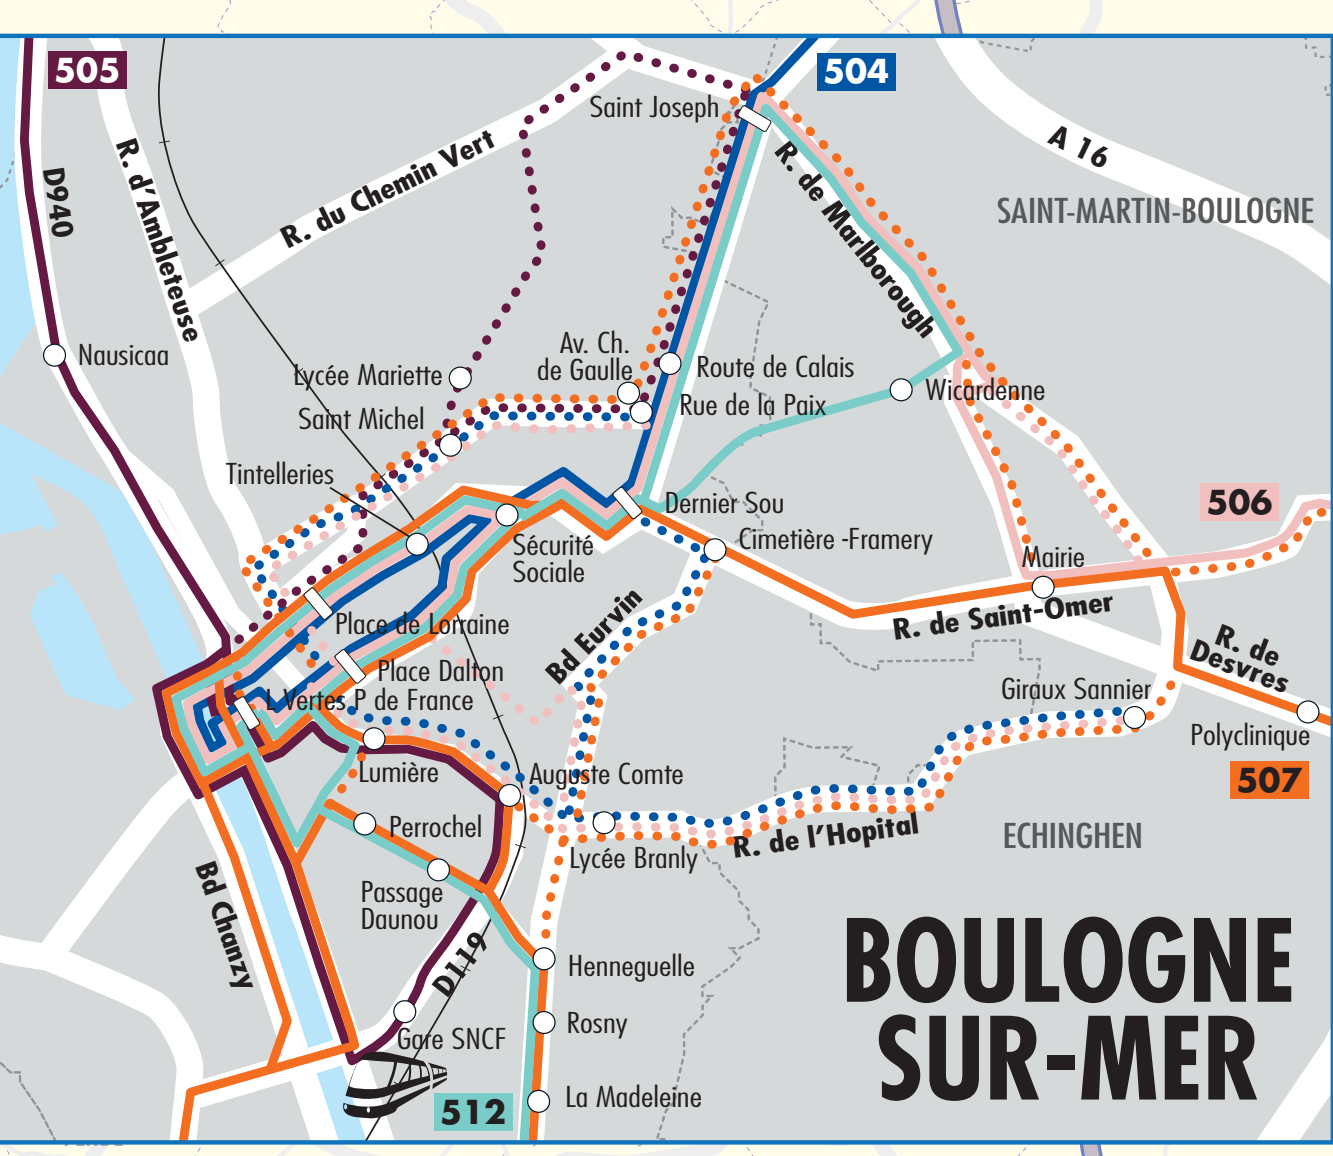 505
504
Saint Joseph
A 16
R. du Chemin Vert
R. d'Ambleteuse
D940
R. de Marlborough
SAINT-MARTIN-BOULOGNE
Nausicaa
Av. Ch.
de Gaulle
Lycée Mariette
Route de Calais
Wicardenne
Saint Michel
Rue de la Paix
Tintelleries
Dernier Sou
506
Cimetière -Framery
Sécurité
Sociale
Mairie
R. de Saint-Omer
Place de Lorraine
Bd Eurvin
R. de
Desvres
Place Dalton
Giraux Sannier
L Vertes P de France
Polyclinique
Lumière
Auguste Comte
507
Perrochel
R. de l'Hopital
ECHINGHEN
Lycée Branly
Passage
Daunou
Bd Chanzy
D119
Henneguelle
BOULOGNE
SUR-MER
Rosny
Gare SNCF
La Madeleine
512